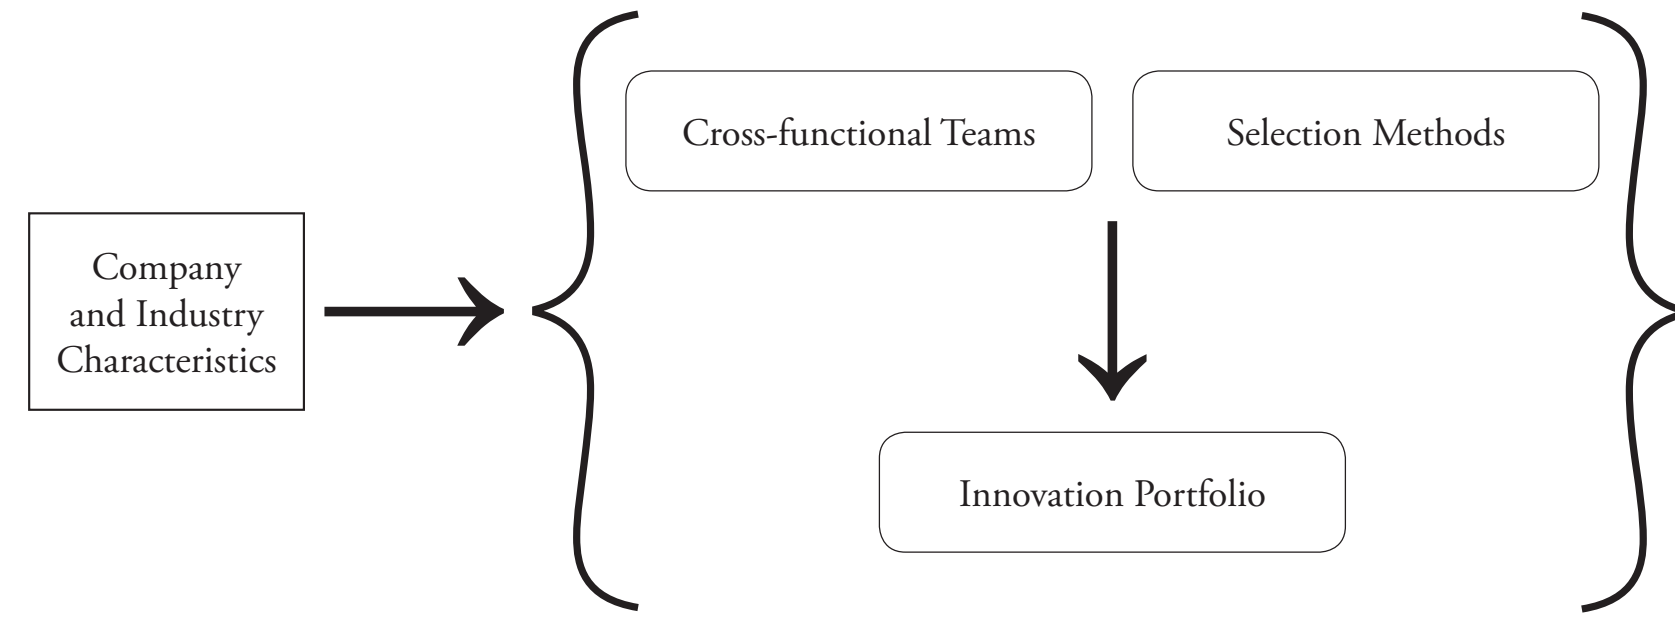 Cross-functional Teams
Selection Methods
Company
and Industry
Characteristics
Innovation Portfolio